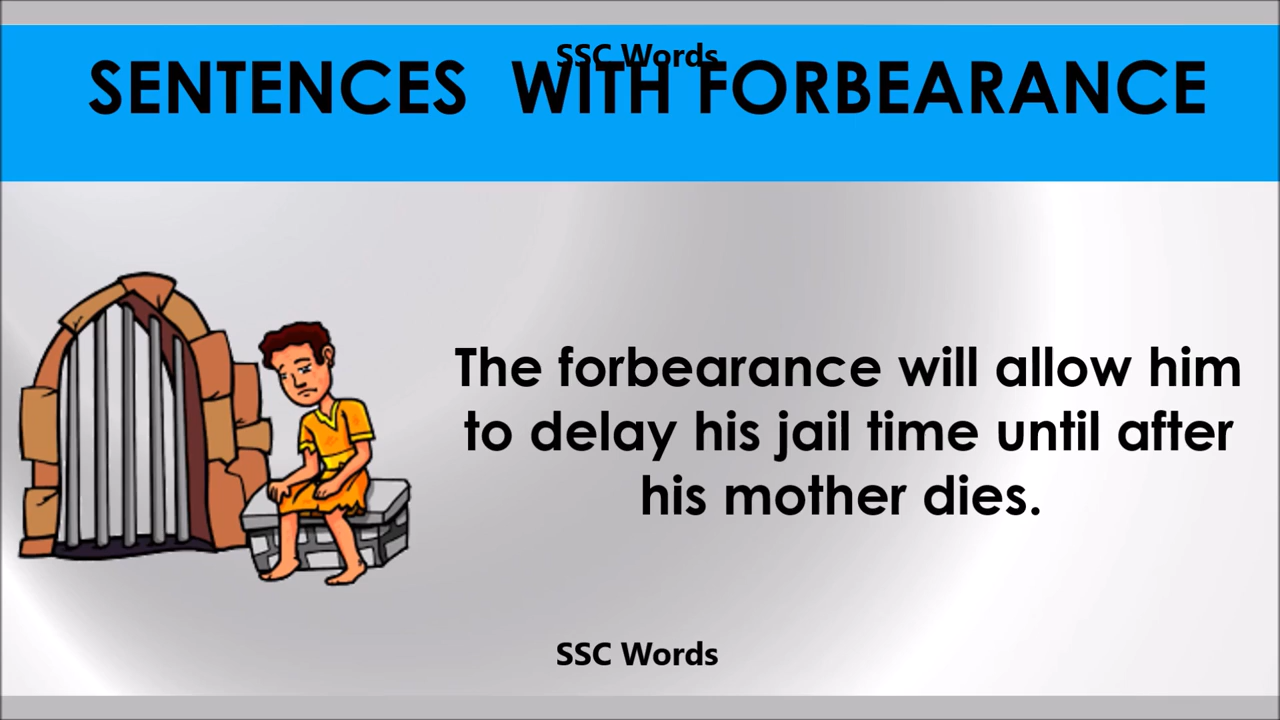 SSC Words
SENTENCES WITH FORBEARANCE
The forbearance will allow him
to delay his jail time until after
his mother dies.
SSC Words